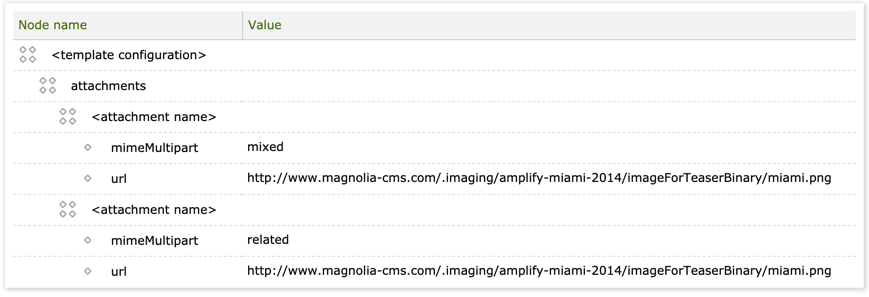 Node name Value
<template configuration>
attachments
<attachment name>
mimeMultipart mixed
url http://www.magnolia-cms.com/.imaging/amplify-miami-2014/imageForTeaserBinary/miami.png
<attachment name>
mimeMultipart related
url http://www.magnolia-cms.com/.imaging/amplify-miami-2014/imageForTeaserBinary/miami.png